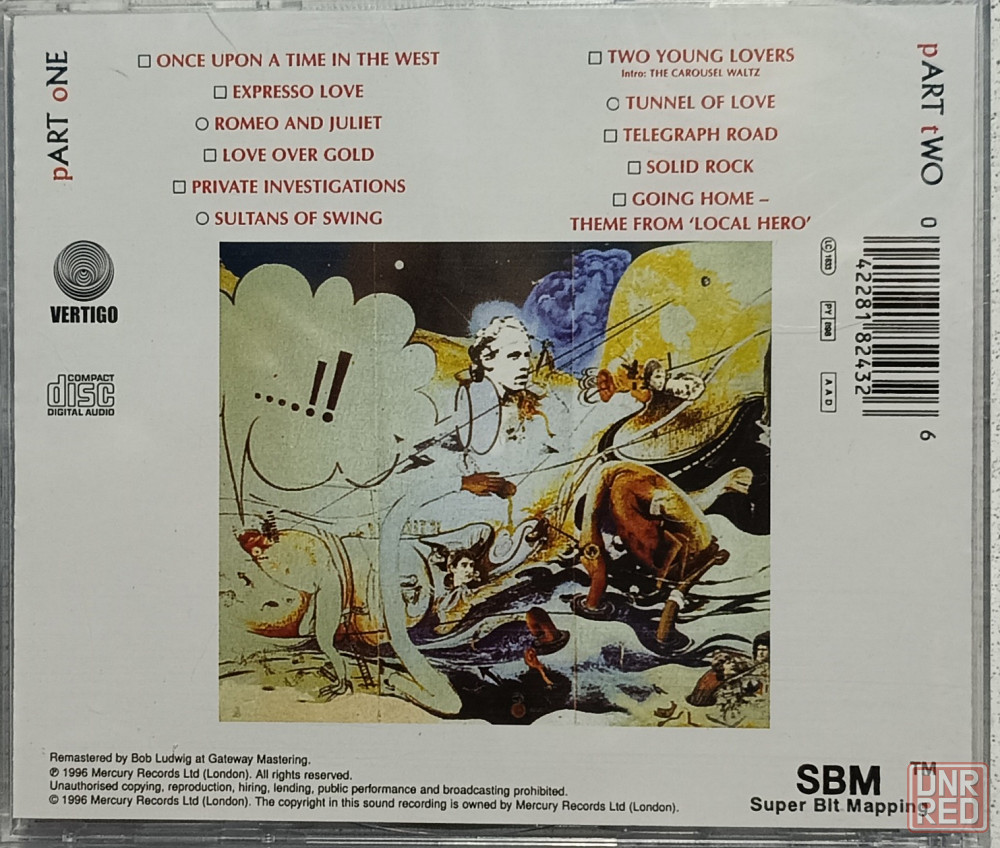 pART oNE
□ ONCE UPON A TIME IN THE WEST
□ EXPRESSO LOVE
○ ROMEO AND JULIET
□ LOVE OVER GOLD
□ PRIVATE INVESTIGATIONS
○ SULTANS OF SWING
pART tWO
□ TWO YOUNG LOVERS
Intro: THE CAROUSEL WALTZ
○ TUNNEL OF LOVE
□ TELEGRAPH ROAD
□ SOLID ROCK
□ GOING HOME –
THEME FROM ‘LOCAL HERO’
VERTIGO
COMPACT
disc
DIGITAL AUDIO
.....!!
LC 1633
PY 898
A A D
0 42281 82432 6
Remastered by Bob Ludwig at Gateway Mastering.
℗ 1996 Mercury Records Ltd (London). All rights reserved.
Unauthorised copying, reproduction, hiring, lending, public performance and broadcasting prohibited.
© 1996 Mercury Records Ltd (London). The copyright in this sound recording is owned by Mercury Records Ltd (London).
SBM TM
Super Bit Mapping
UNR
RED